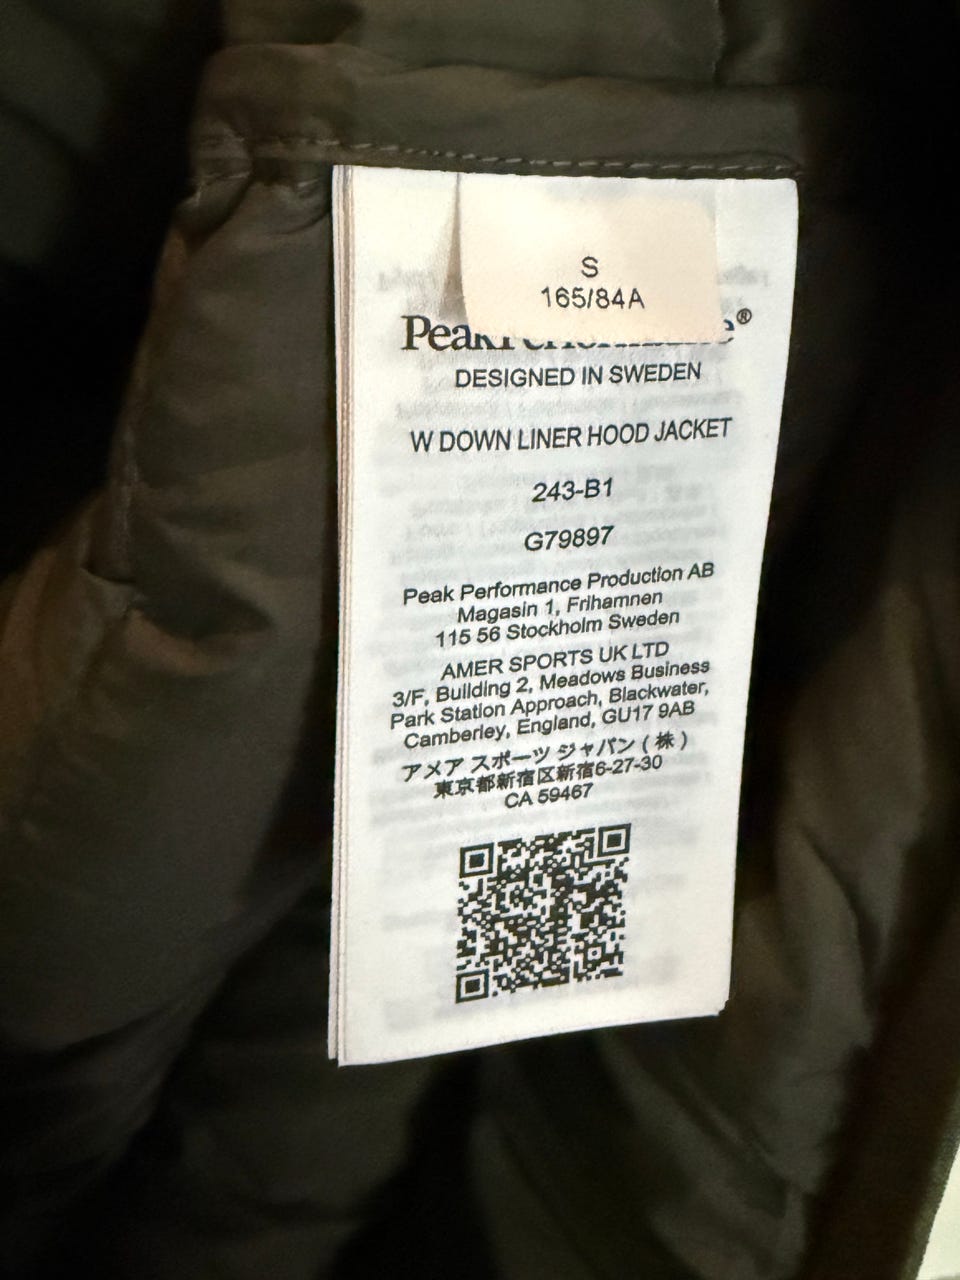 S
165/84A
PeakPerformance®
DESIGNED IN SWEDEN
W DOWN LINER HOOD JACKET
243-B1
G79897
Peak Performance Production AB
Magasin 1, Frihamnen
115 56 Stockholm Sweden
AMER SPORTS UK LTD
3/F, Building 2, Meadows Business
Park Station Approach, Blackwater,
Camberley, England, GU17 9AB
アメア スポーツ ジャパン ( 株 )
東京都新宿区新宿6-27-30
CA 59467